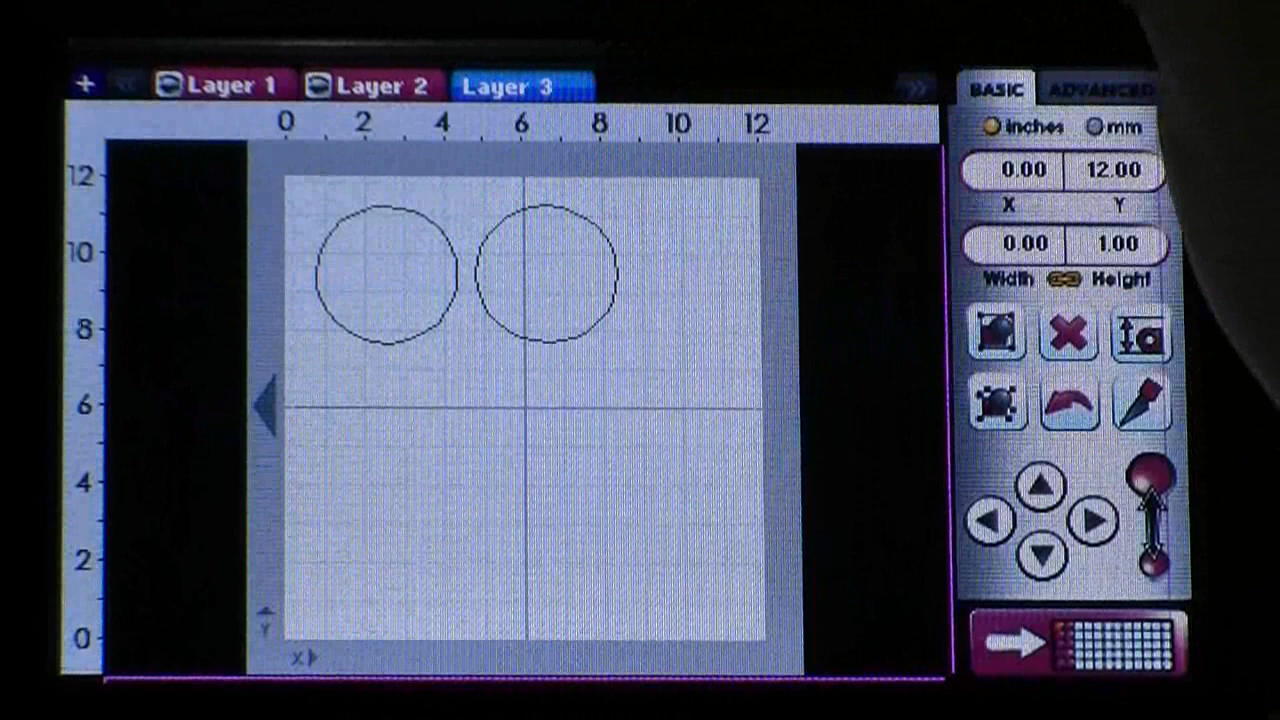 + Layer 1 Layer 2 Layer 3
BASIC ADVANCED
0 2 4 6 8 10 12
inches mm
12
0.00 12.00
X Y
10
0.00 1.00
Width Height
8
6
4
2
Y
0
X